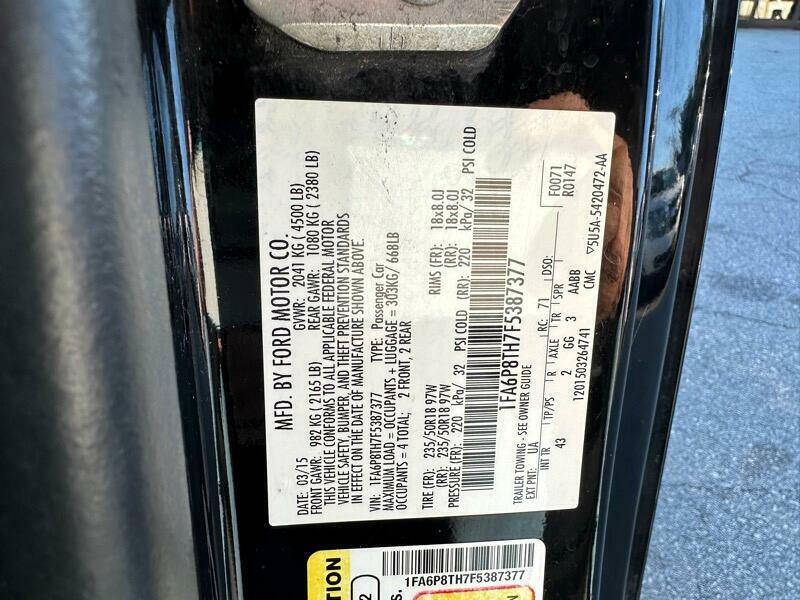 MFD. BY FORD MOTOR CO.
DATE: 03/15 GVWR: 2041 KG ( 4500 LB)
FRONT GAWR: 982 KG ( 2165 LB) REAR GAWR: 1080 KG ( 2380 LB)
THIS VEHICLE CONFORMS TO ALL APPLICABLE FEDERAL MOTOR
VEHICLE SAFETY, BUMPER, AND THEFT PREVENTION STANDARDS
IN EFFECT ON THE DATE OF MANUFACTURE SHOWN ABOVE.
VIN: 1FA6P8TH7F5387377 TYPE: Passenger Car
MAXIMUM LOAD = OCCUPANTS + LUGGAGE = 303KG/ 668LB
OCCUPANTS = 4 TOTAL; 2 FRONT, 2 REAR
TIRE (FR): 235/50R18 97W RIMS (FR): 18x8.0J
(RR): 235/50R18 97W (RR): 18x8.0J
PRESSURE (FR): 220 kPa/ 32 PSI COLD (RR): 220 kPa/ 32 PSI COLD
1FA6P8TH7F5387377
TRAILER TOWING - SEE OWNER GUIDE F0071
EXT PNT: UA RC: 71 DSO: R0147
INT TR TP/PS R AXLE TR SPR
43 2 GG 3 AABB
1201503264741 CMC ▽5U5A-5420472-AA
TION
1FA6P8TH7F5387377